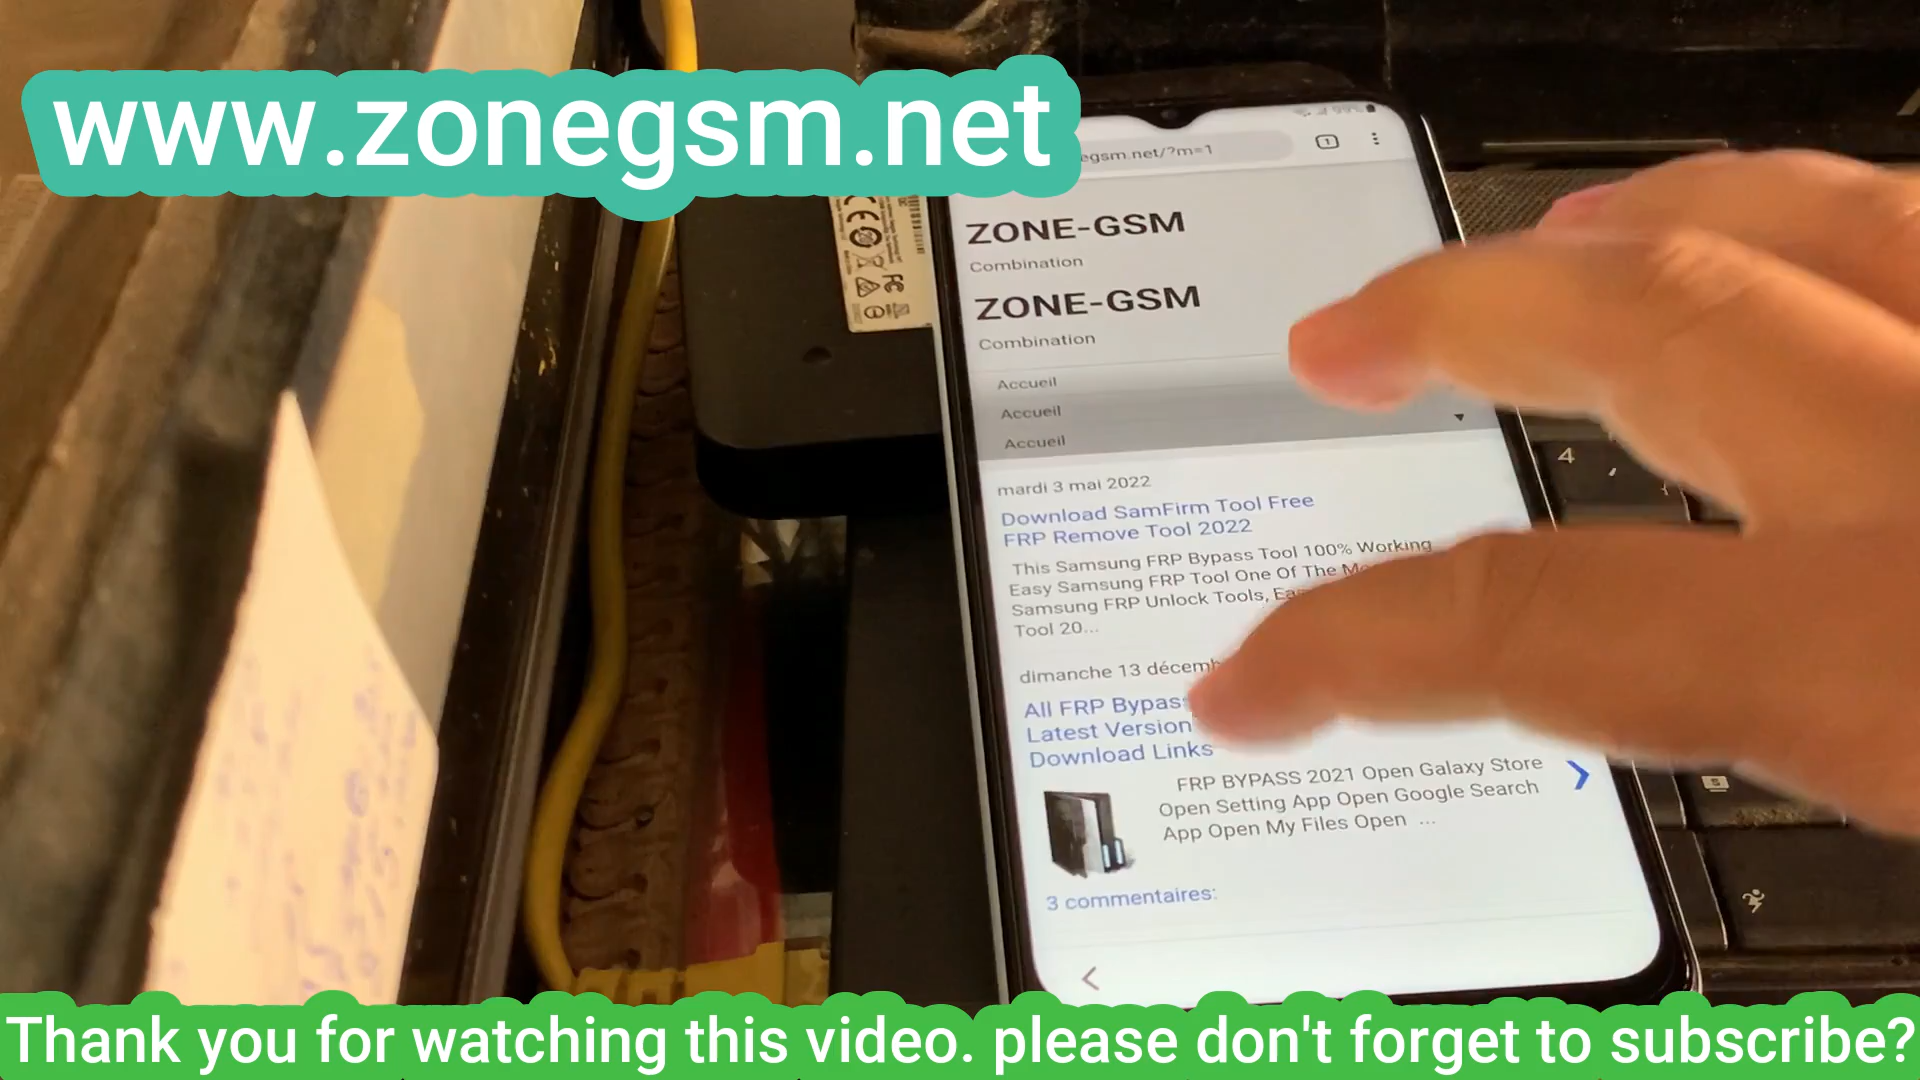 www.zonegsm.net
egsm.net/?m=1
99%
ZONE-GSM
Combination
ZONE-GSM
Combination
Accueil
Accueil
Accueil
mardi 3 mai 2022
Download SamFirm Tool Free
FRP Remove Tool 2022
This Samsung FRP Bypass Tool 100% Working
Easy Samsung FRP Tool One Of The
Samsung FRP Unlock Tools,
Tool 20...
dimanche 13
All FRP
Latest Version
Download Links
FRP BYPASS 2021 Open Galaxy Store
Open Setting App Open Google Search
App Open My Files Open ...
3 commentaires:
4
Thank you for watching this video. please don't forget to subscribe?